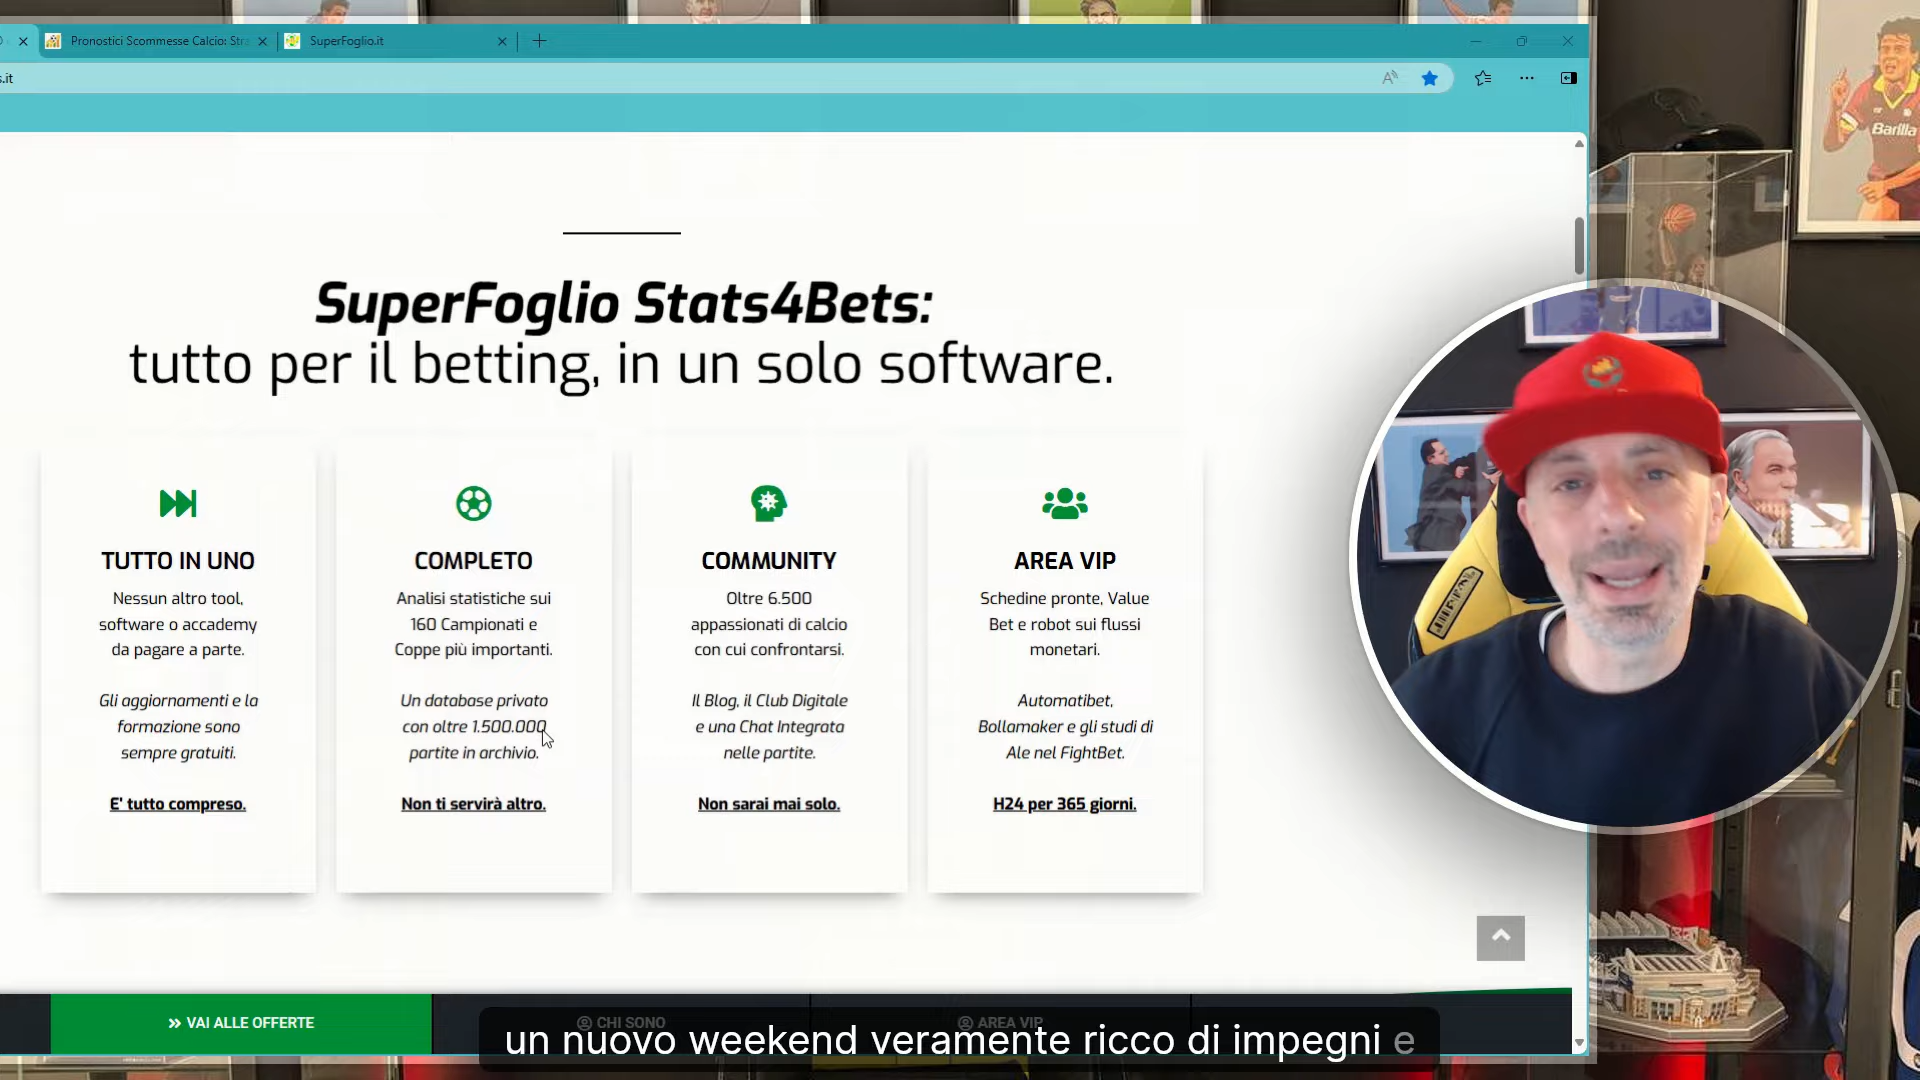 Pronostici Scommesse Calcio: Stra
SuperFoglio.it
s.it
Barilla
SuperFoglio Stats4Bets:
tutto per il betting, in un solo software.
TUTTO IN UNO
Nessun altro tool,
software o accademy
da pagare a parte.
Gli aggiornamenti e la
formazione sono
sempre gratuiti.
E' tutto compreso.
COMPLETO
Analisi statistiche sui
160 Campionati e
Coppe più importanti.
Un database privato
con oltre 1.500.000
partite in archivio.
Non ti servirà altro.
COMMUNITY
Oltre 6.500
appassionati di calcio
con cui confrontarsi.
Il Blog, il Club Digitale
e una Chat Integrata
nelle partite.
Non sarai mai solo.
AREA VIP
Schedine pronte, Value
Bet e robot sui flussi
monetari.
Automatibet,
Bollamaker e gli studi di
Ale nel FightBet.
H24 per 365 giorni.
VAI ALLE OFFERTE
CHI SONO
AREA VIP
un nuovo weekend veramente ricco di impegni e